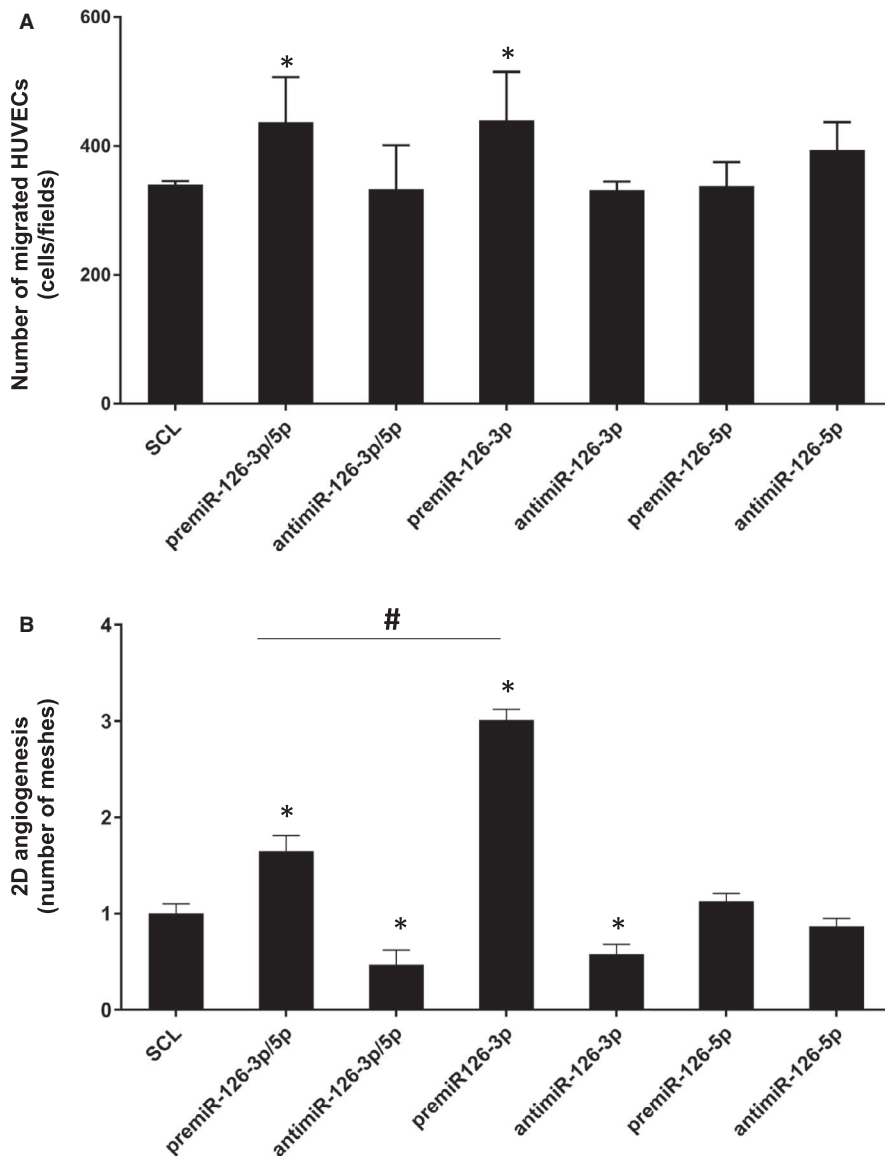 A
Number of migrated HUVECs
(cells/fields)
600
400
200
0
*
*
SCL
premiR-126-3p/5p
antimiR-126-3p/5p
premiR-126-3p
antimiR-126-3p
premiR-126-5p
antimiR-126-5p
B
2D angiogenesis
(number of meshes)
4
3
2
1
0
#
*
*
*
*
SCL
premiR-126-3p/5p
antimiR-126-3p/5p
premiR126-3p
antimiR-126-3p
premiR-126-5p
antimiR-126-5p